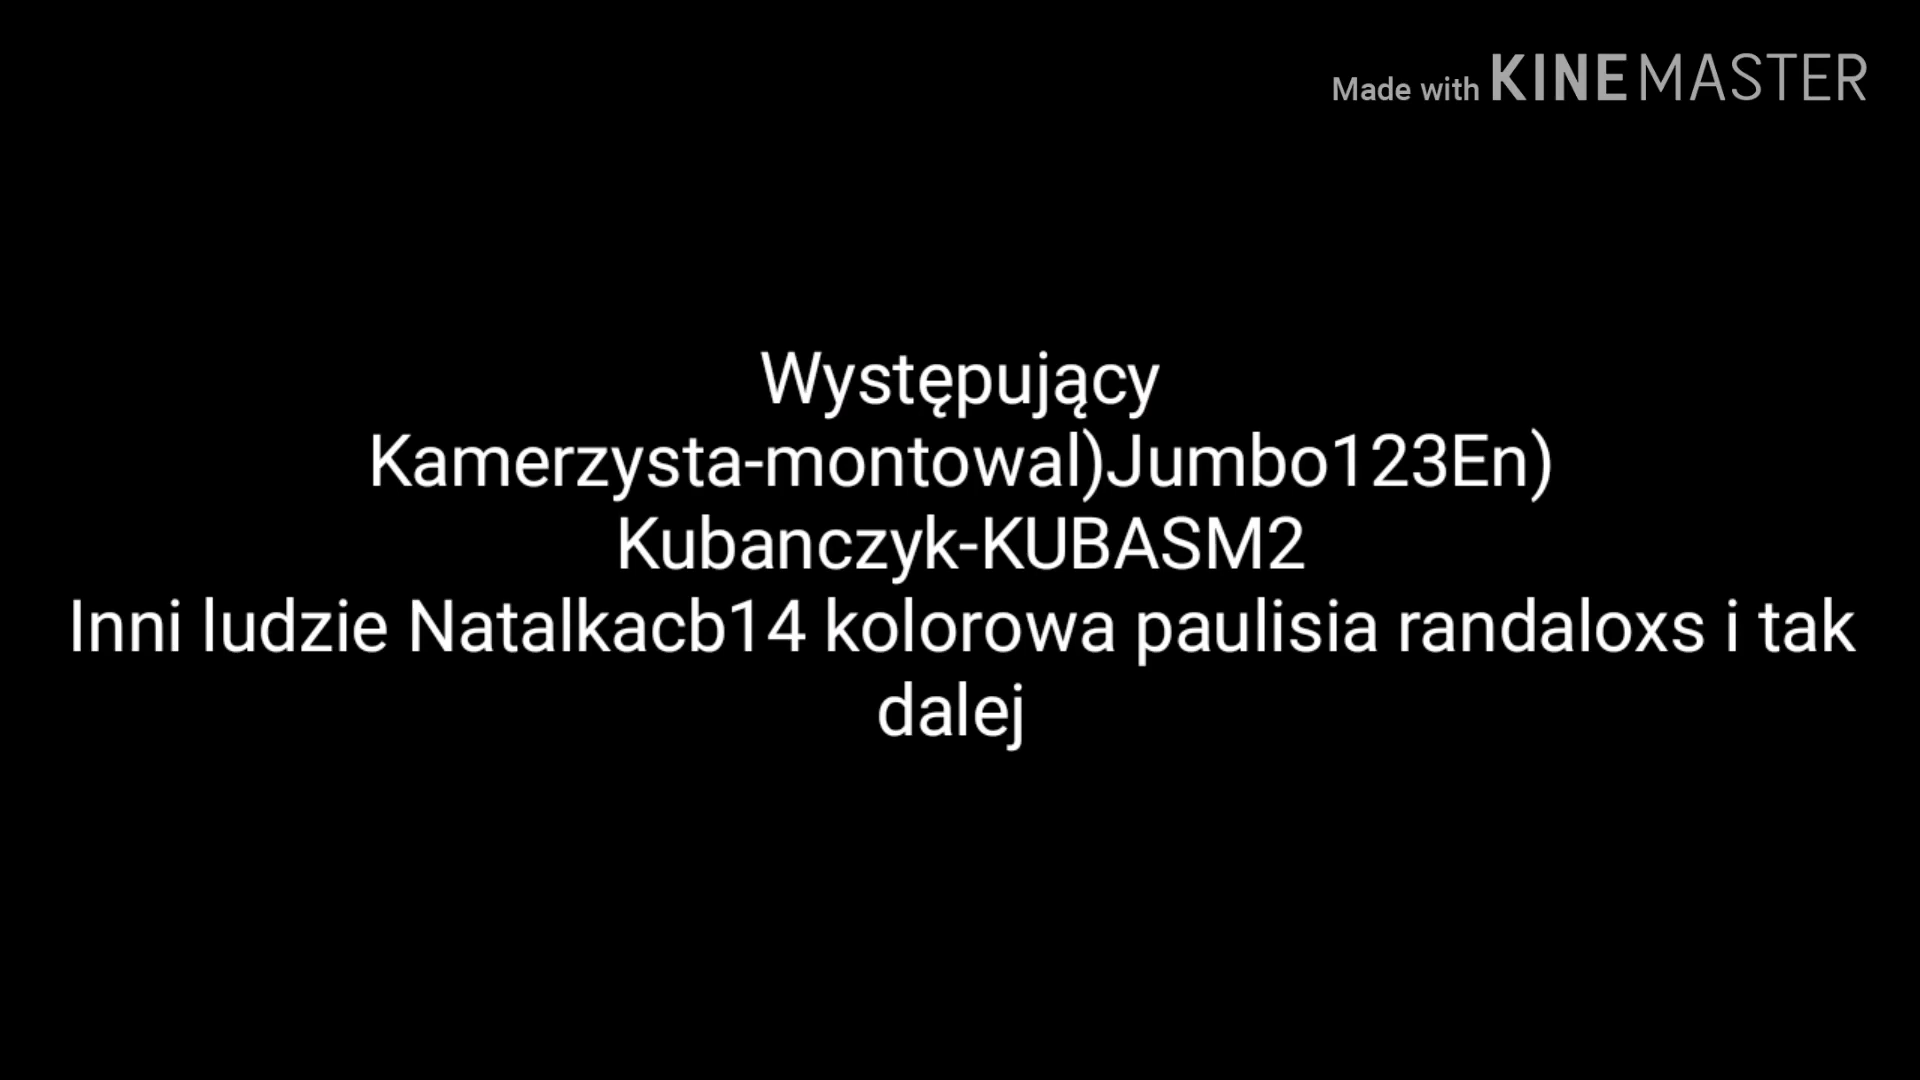 Made with KINEMASTER
Występujący
Kamerzysta-montowal)Jumbo123En)
Kubanczyk-KUBASM2
Inni ludzie Natalkacb14 kolorowa paulisia randaloxs i tak
dalej